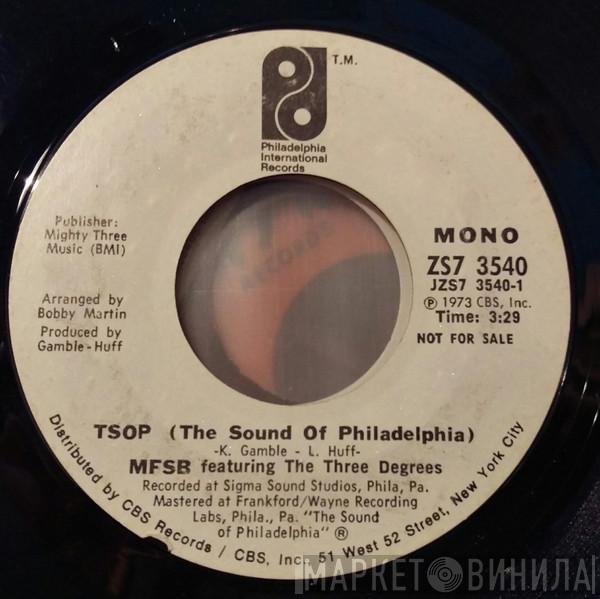 T.M.
Philadelphia
International
Records
Publisher:
Mighty Three
Music (BMI)
Arranged by
Bobby Martin
Produced by
Gamble-Huff
MONO
ZS7 3540
JZS7 3540-1
Ⓟ 1973 CBS, Inc.
Time: 3:29
NOT FOR SALE
RECORDS
TSOP (The Sound Of Philadelphia)
-K. Gamble - L. Huff-
MFSB featuring The Three Degrees
Recorded at Sigma Sound Studios, Phila, Pa.
Mastered at Frankford/Wayne Recording
Labs, Phila., Pa. "The Sound
of Philadelphia" ®
Distributed by CBS Records / CBS, Inc. 51 West 52 Street, New York City
МАРКЕТ ВИНИЛА